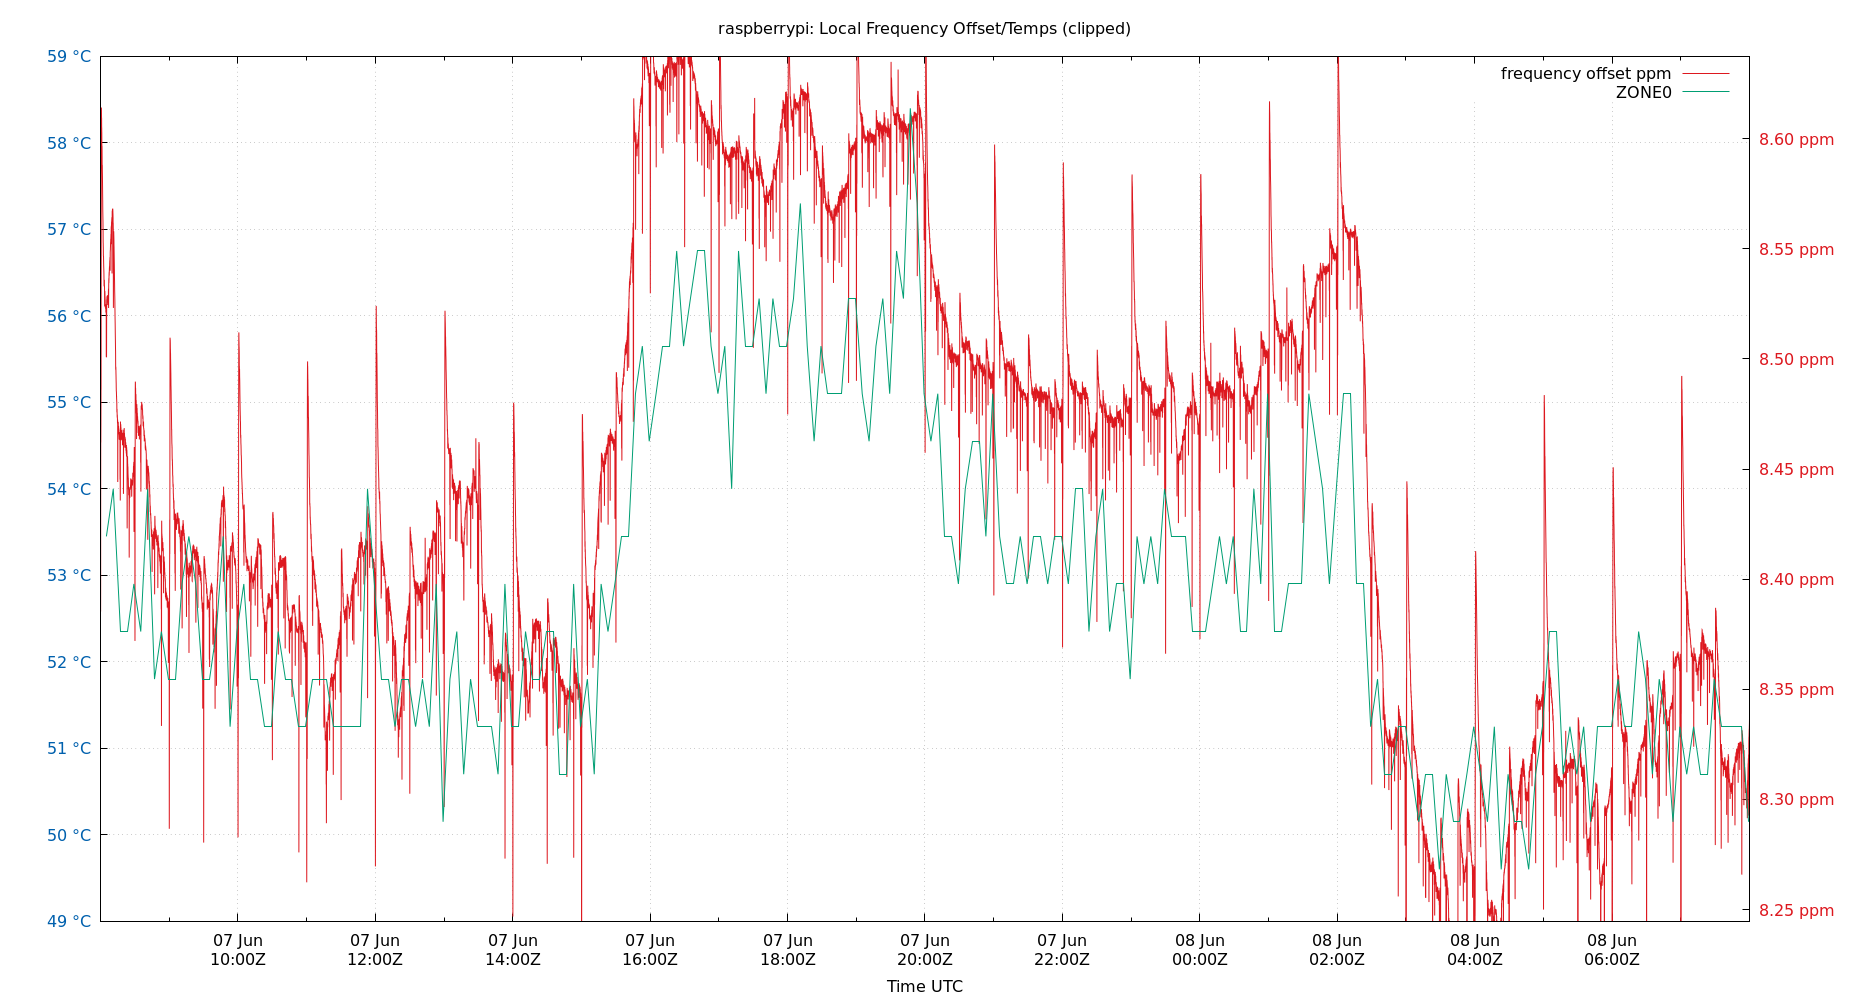 raspberrypi: Local Frequency Offset/Temps (clipped)
frequency offset ppm
ZONE0
59 °C
58 °C
57 °C
56 °C
55 °C
54 °C
53 °C
52 °C
51 °C
50 °C
49 °C
8.60 ppm
8.55 ppm
8.50 ppm
8.45 ppm
8.40 ppm
8.35 ppm
8.30 ppm
8.25 ppm
07 Jun
10:00Z
07 Jun
12:00Z
07 Jun
14:00Z
07 Jun
16:00Z
07 Jun
18:00Z
07 Jun
20:00Z
07 Jun
22:00Z
08 Jun
00:00Z
08 Jun
02:00Z
08 Jun
04:00Z
08 Jun
06:00Z
Time UTC